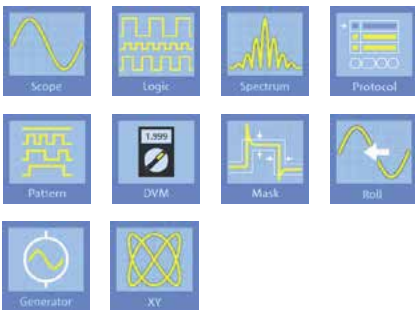 Scope
Logic
Spectrum
Protocol
Pattern
1.999
DVM
Mask
Roll
Generator
XY